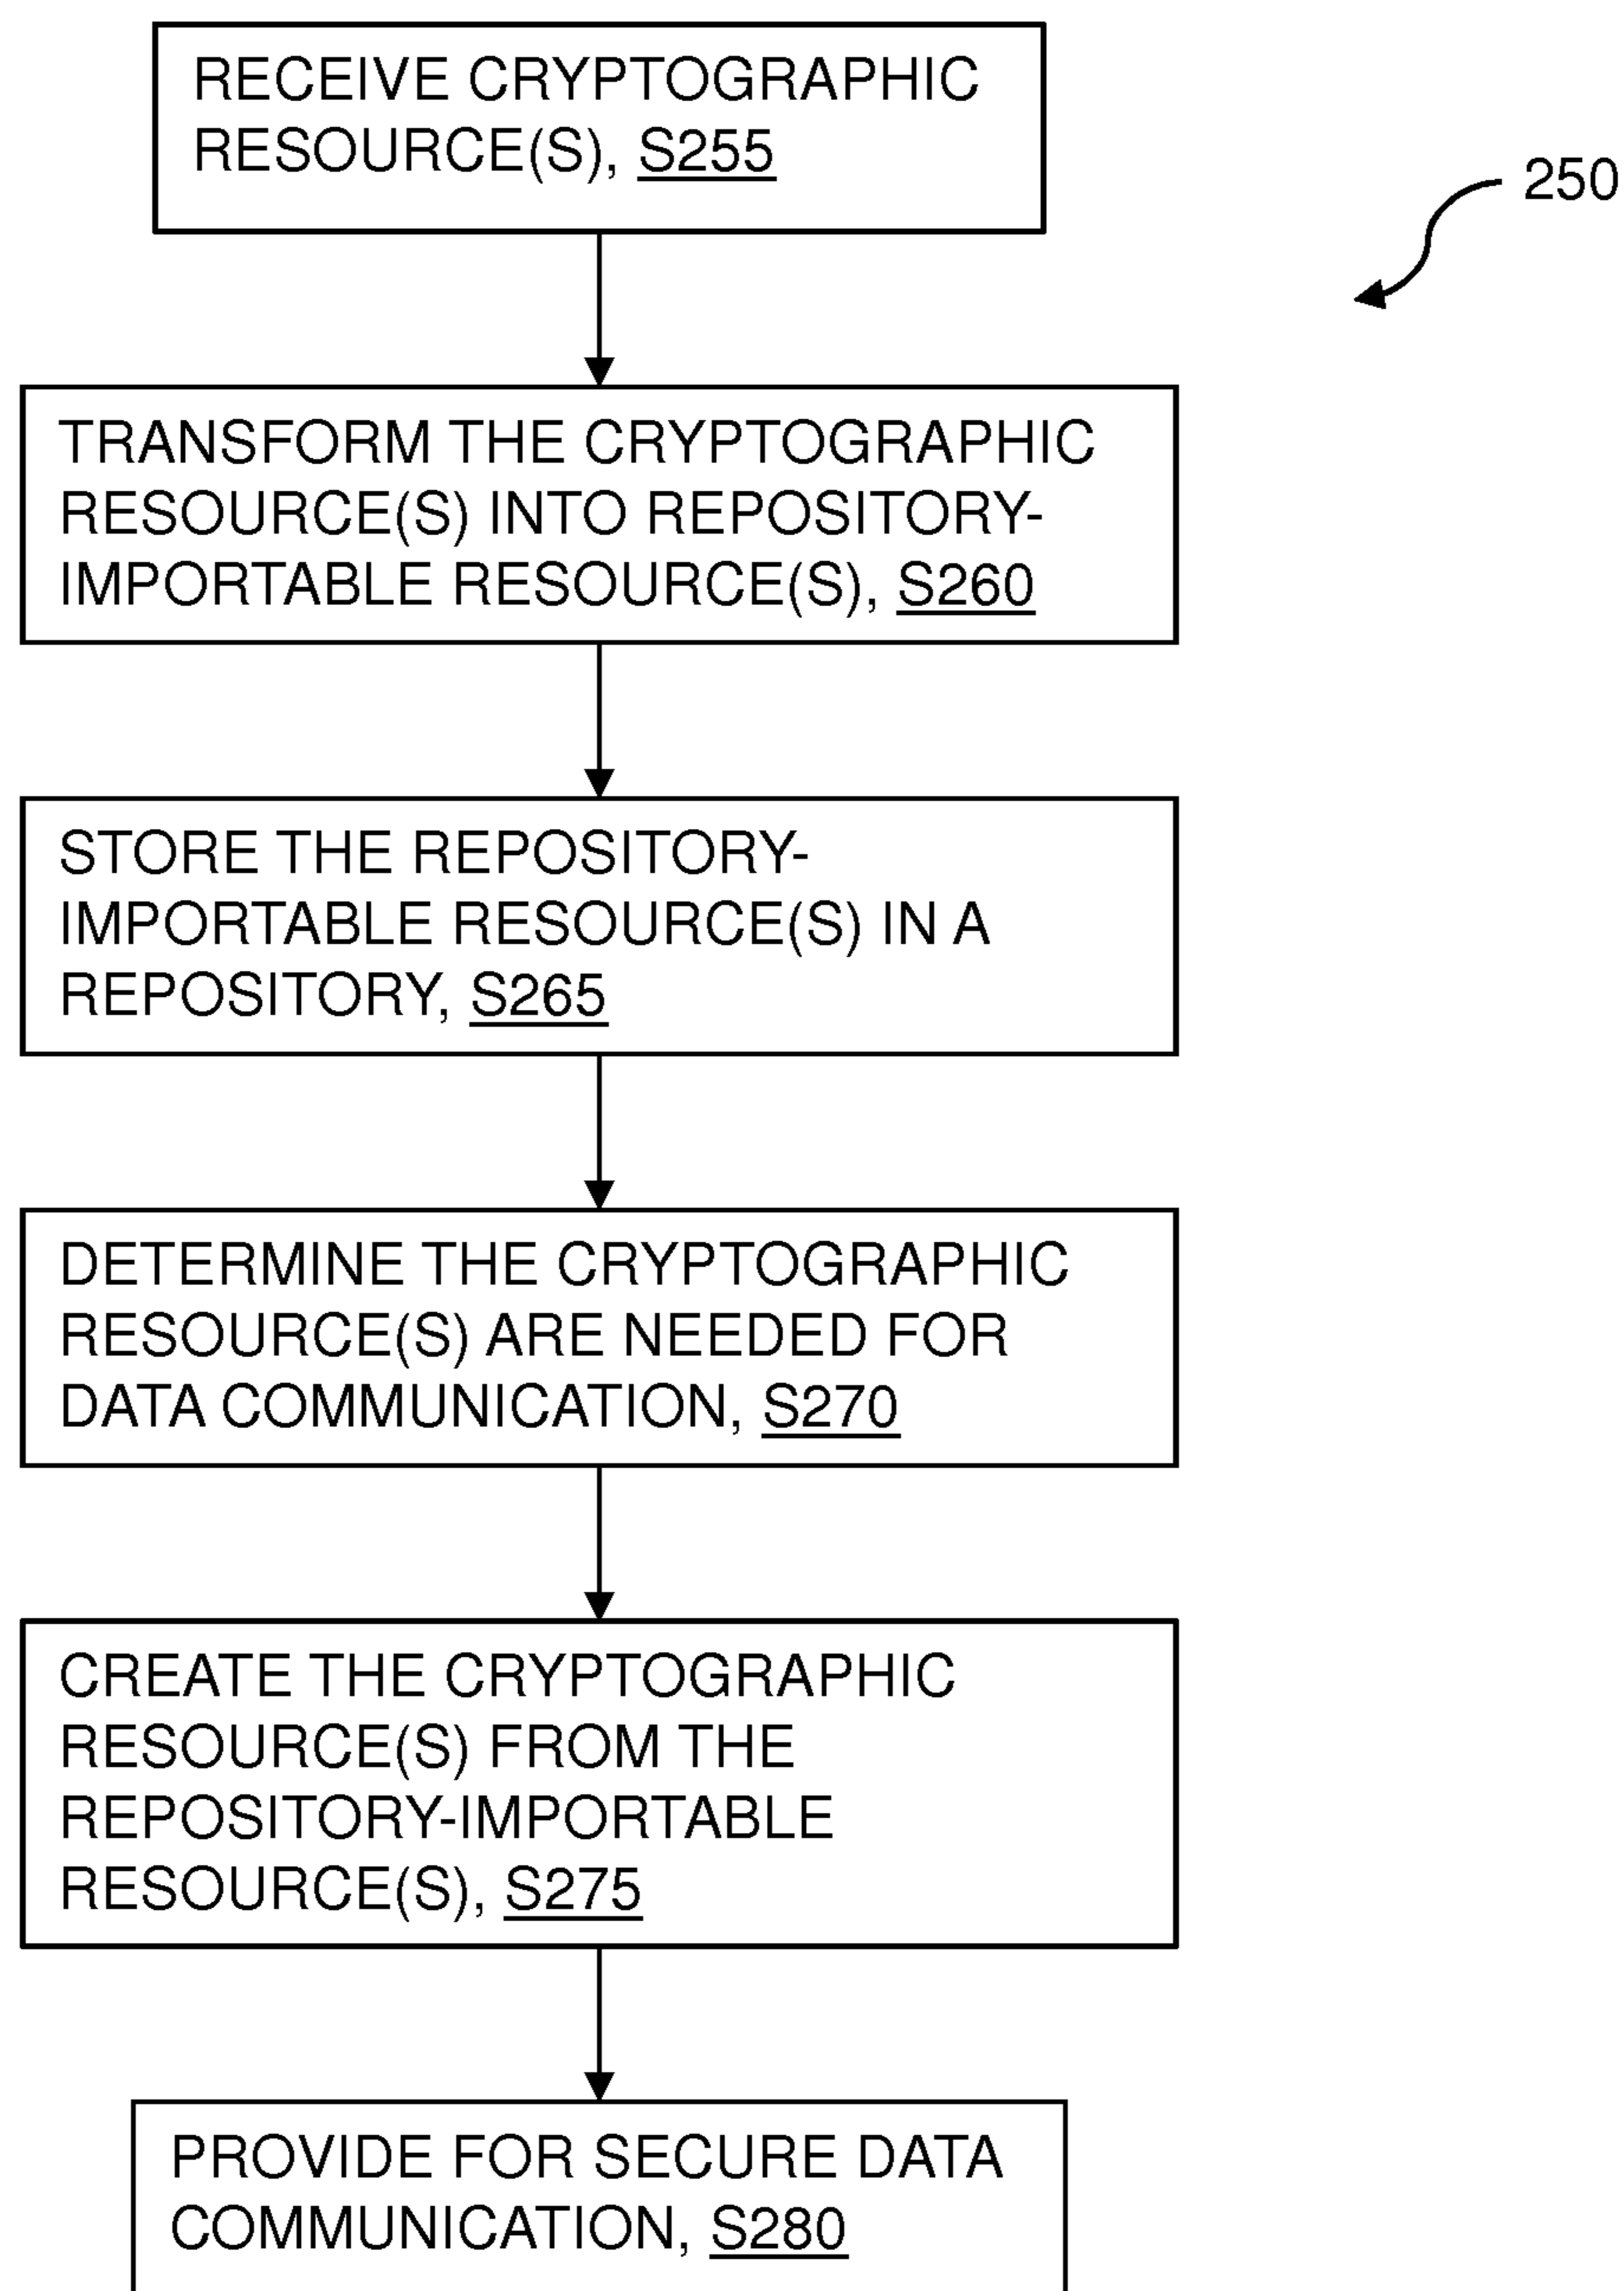 RECEIVE CRYPTOGRAPHIC
RESOURCE(S), S255
250
TRANSFORM THE CRYPTOGRAPHIC
RESOURCE(S) INTO REPOSITORY-
IMPORTABLE RESOURCE(S), S260
STORE THE REPOSITORY-
IMPORTABLE RESOURCE(S) IN A
REPOSITORY, S265
DETERMINE THE CRYPTOGRAPHIC
RESOURCE(S) ARE NEEDED FOR
DATA COMMUNICATION, S270
CREATE THE CRYPTOGRAPHIC
RESOURCE(S) FROM THE
REPOSITORY-IMPORTABLE
RESOURCE(S), S275
PROVIDE FOR SECURE DATA
COMMUNICATION, S280